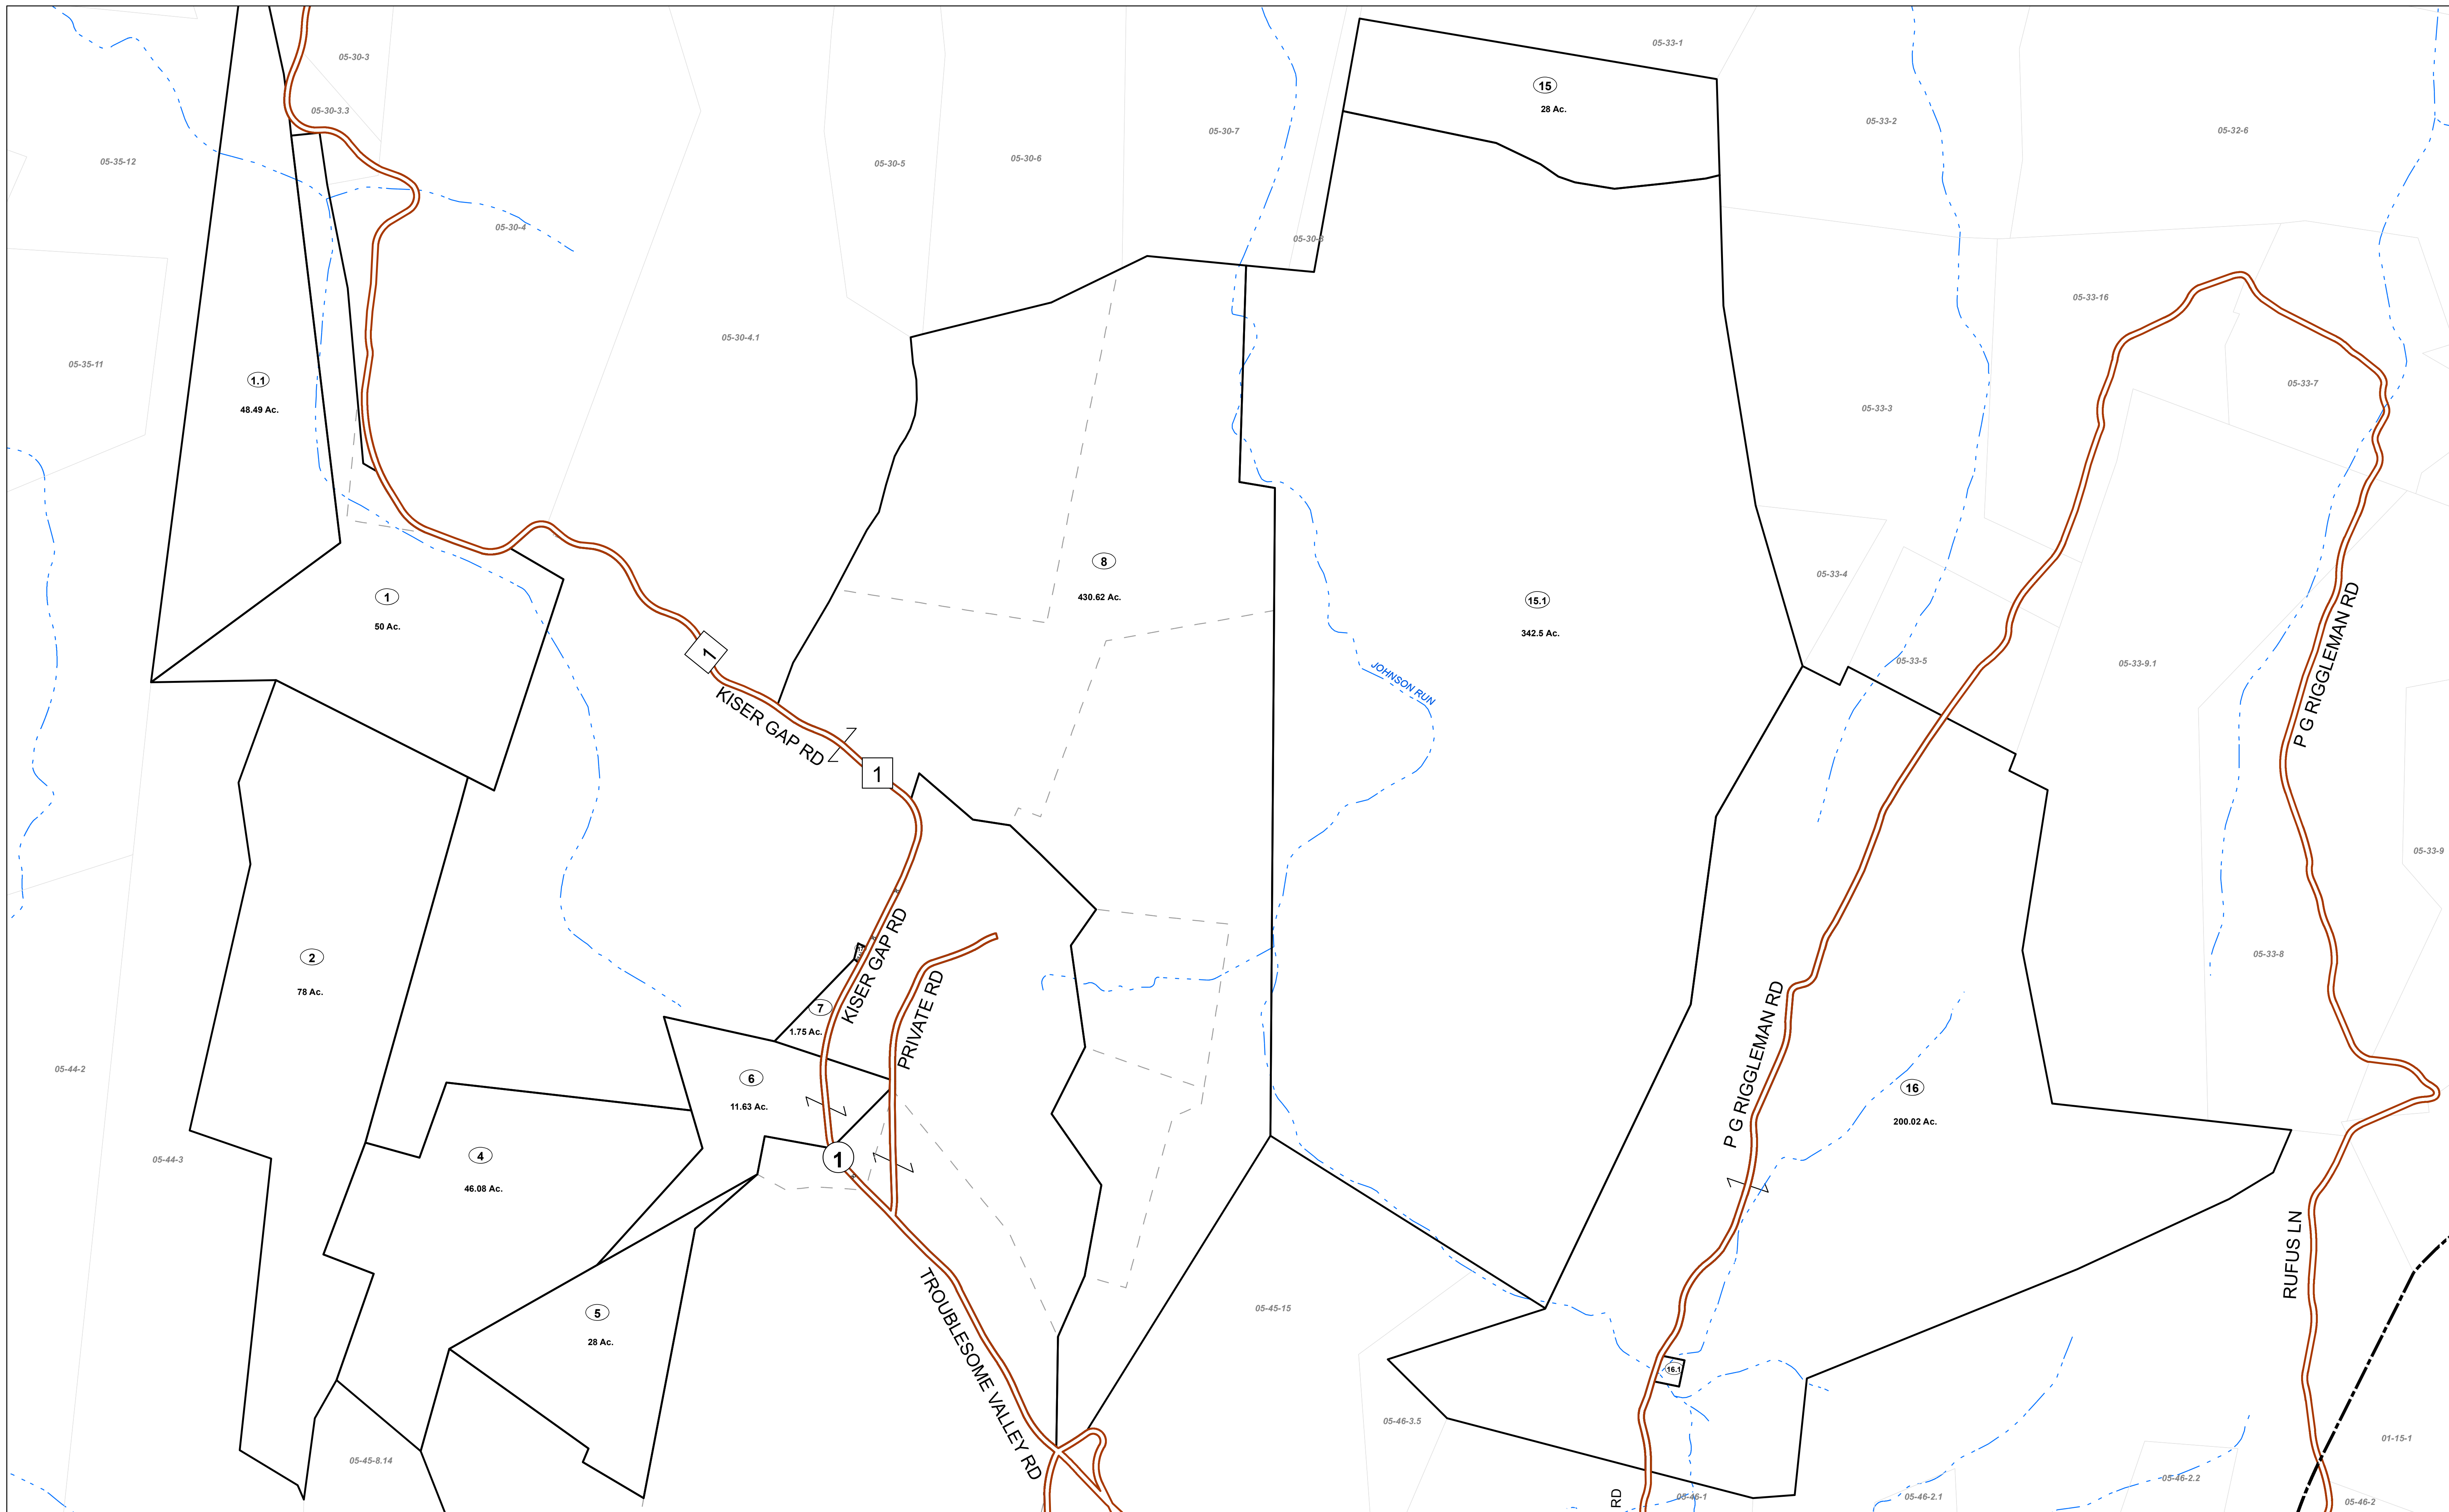 05-33-1
05-30-3
15
28 Ac.
05-30-3.3
05-33-2
05-32-6
05-30-7
05-30-6
05-35-12
05-30-5
05-30-4
05-30-8
05-33-16
05-30-4.1
05-35-11
1.1
48.49 Ac.
05-33-7
05-33-3
8
430.62 Ac.
05-33-4
1
50 Ac.
15.1
342.5 Ac.
P G RIGGLEMAN RD
1
05-33-5
05-33-9.1
JOHNSON RUN
KISER GAP RD
1
05-33-9
2
78 Ac.
KISER GAP RD
05-33-8
7
1.75 Ac.
PRIVATE RD
P G RIGGLEMAN RD
05-44-2
6
11.63 Ac.
16
200.02 Ac.
4
46.08 Ac.
05-44-3
1
RUFUS LN
5
28 Ac.
05-45-15
TROUBLESOME VALLEY RD
16.1
05-46-3.5
01-15-1
05-45-8.14
05-46-2.2
RD
05-46-1
05-46-2.1
05-46-2